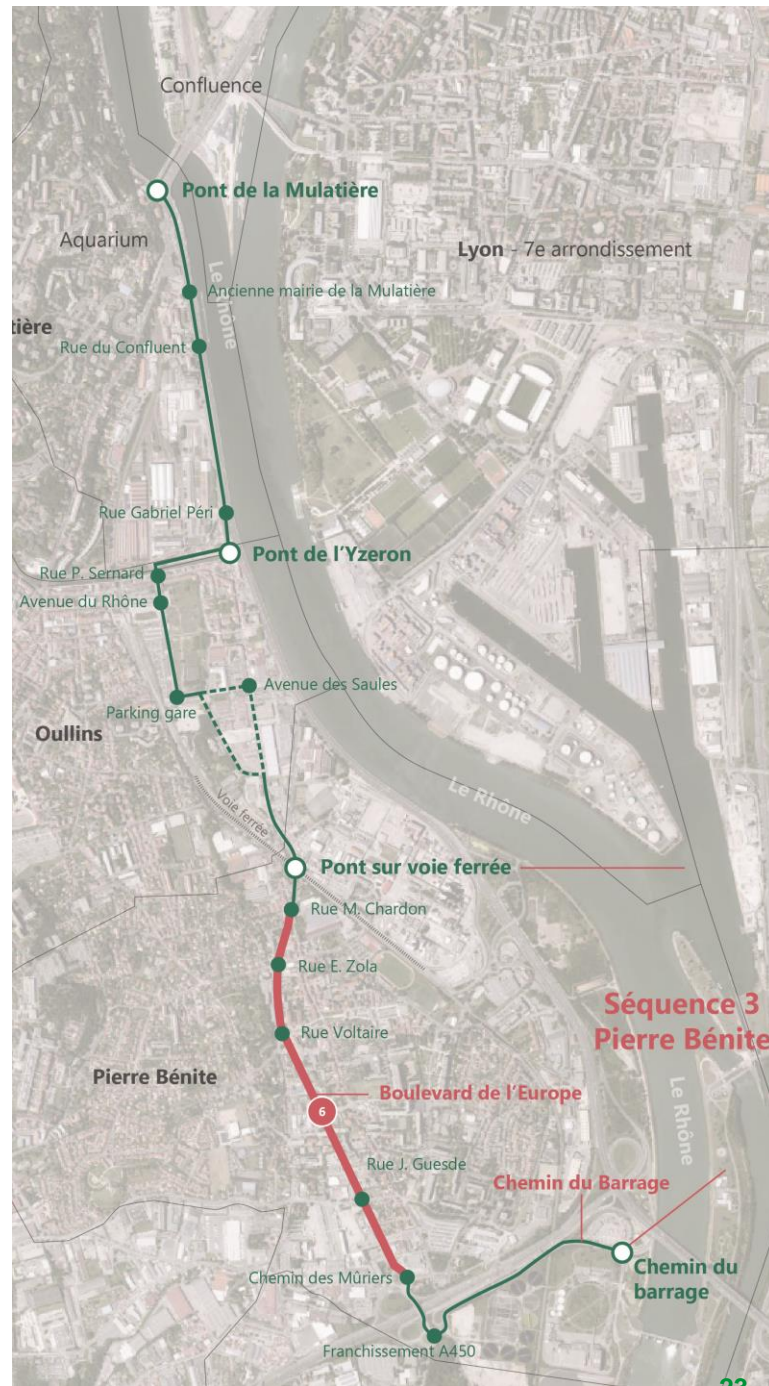 Confluence
Pont de la Mulatière
Aquarium
Lyon - 7e arrondissement
Le Rhône
Ancienne mairie de la Mulatière
tière
Rue du Confluent
Rue Gabriel Péri
Pont de l'Yzeron
Rue P. Sernard
Avenue du Rhône
Avenue des Saules
Parking gare
Oullins
Le Rhône
Voie ferrée
Pont sur voie ferrée
Rue M. Chardon
Rue E. Zola
Séquence 3
Pierre Bénite
Rue Voltaire
Pierre Bénite
Boulevard de l'Europe
6
Le Rhône
Rue J. Guesde
Chemin du Barrage
Chemin du
barrage
Chemin des Mûriers
Franchissement A450
23